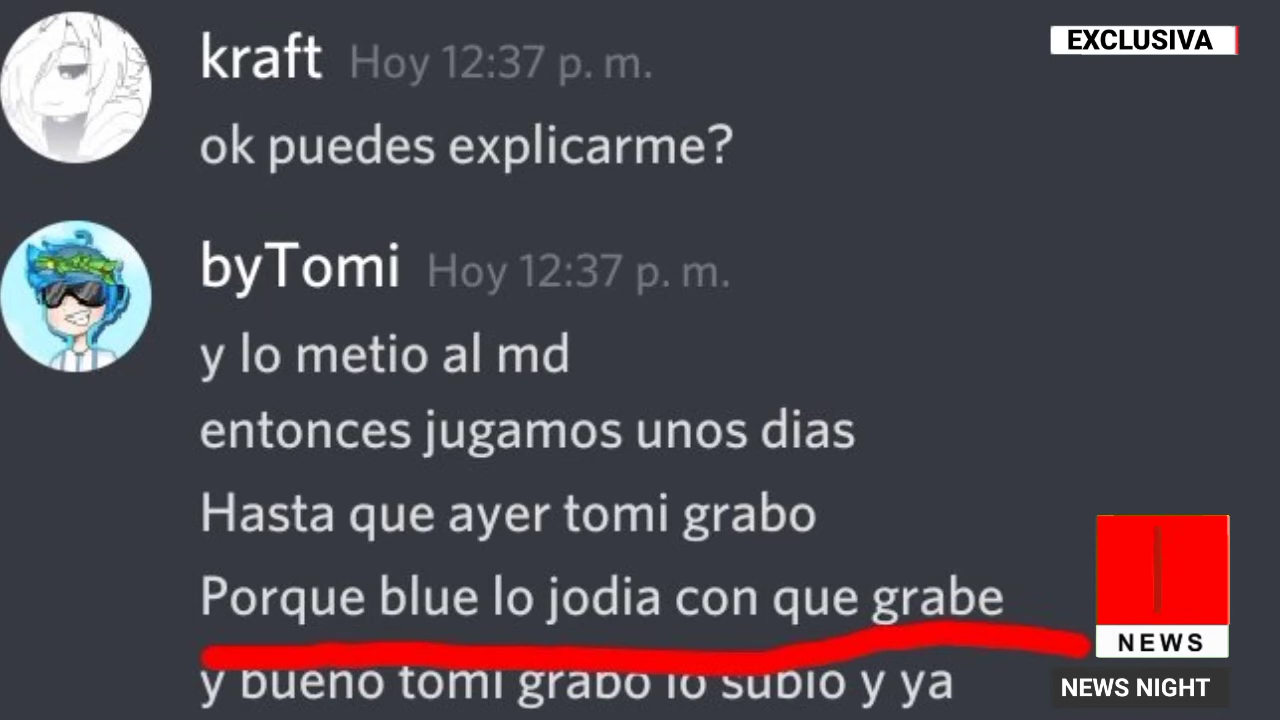 kraft Hoy 12:37 p. m.
EXCLUSIVA
ok puedes explicarme?
byTomi Hoy 12:37 p. m.
y lo metio al md
entonces jugamos unos dias
Hasta que ayer tomi grabo
Porque blue lo jodia con que grabe
y bueno tomi grabo lo subio y ya
NEWS
NEWS NIGHT